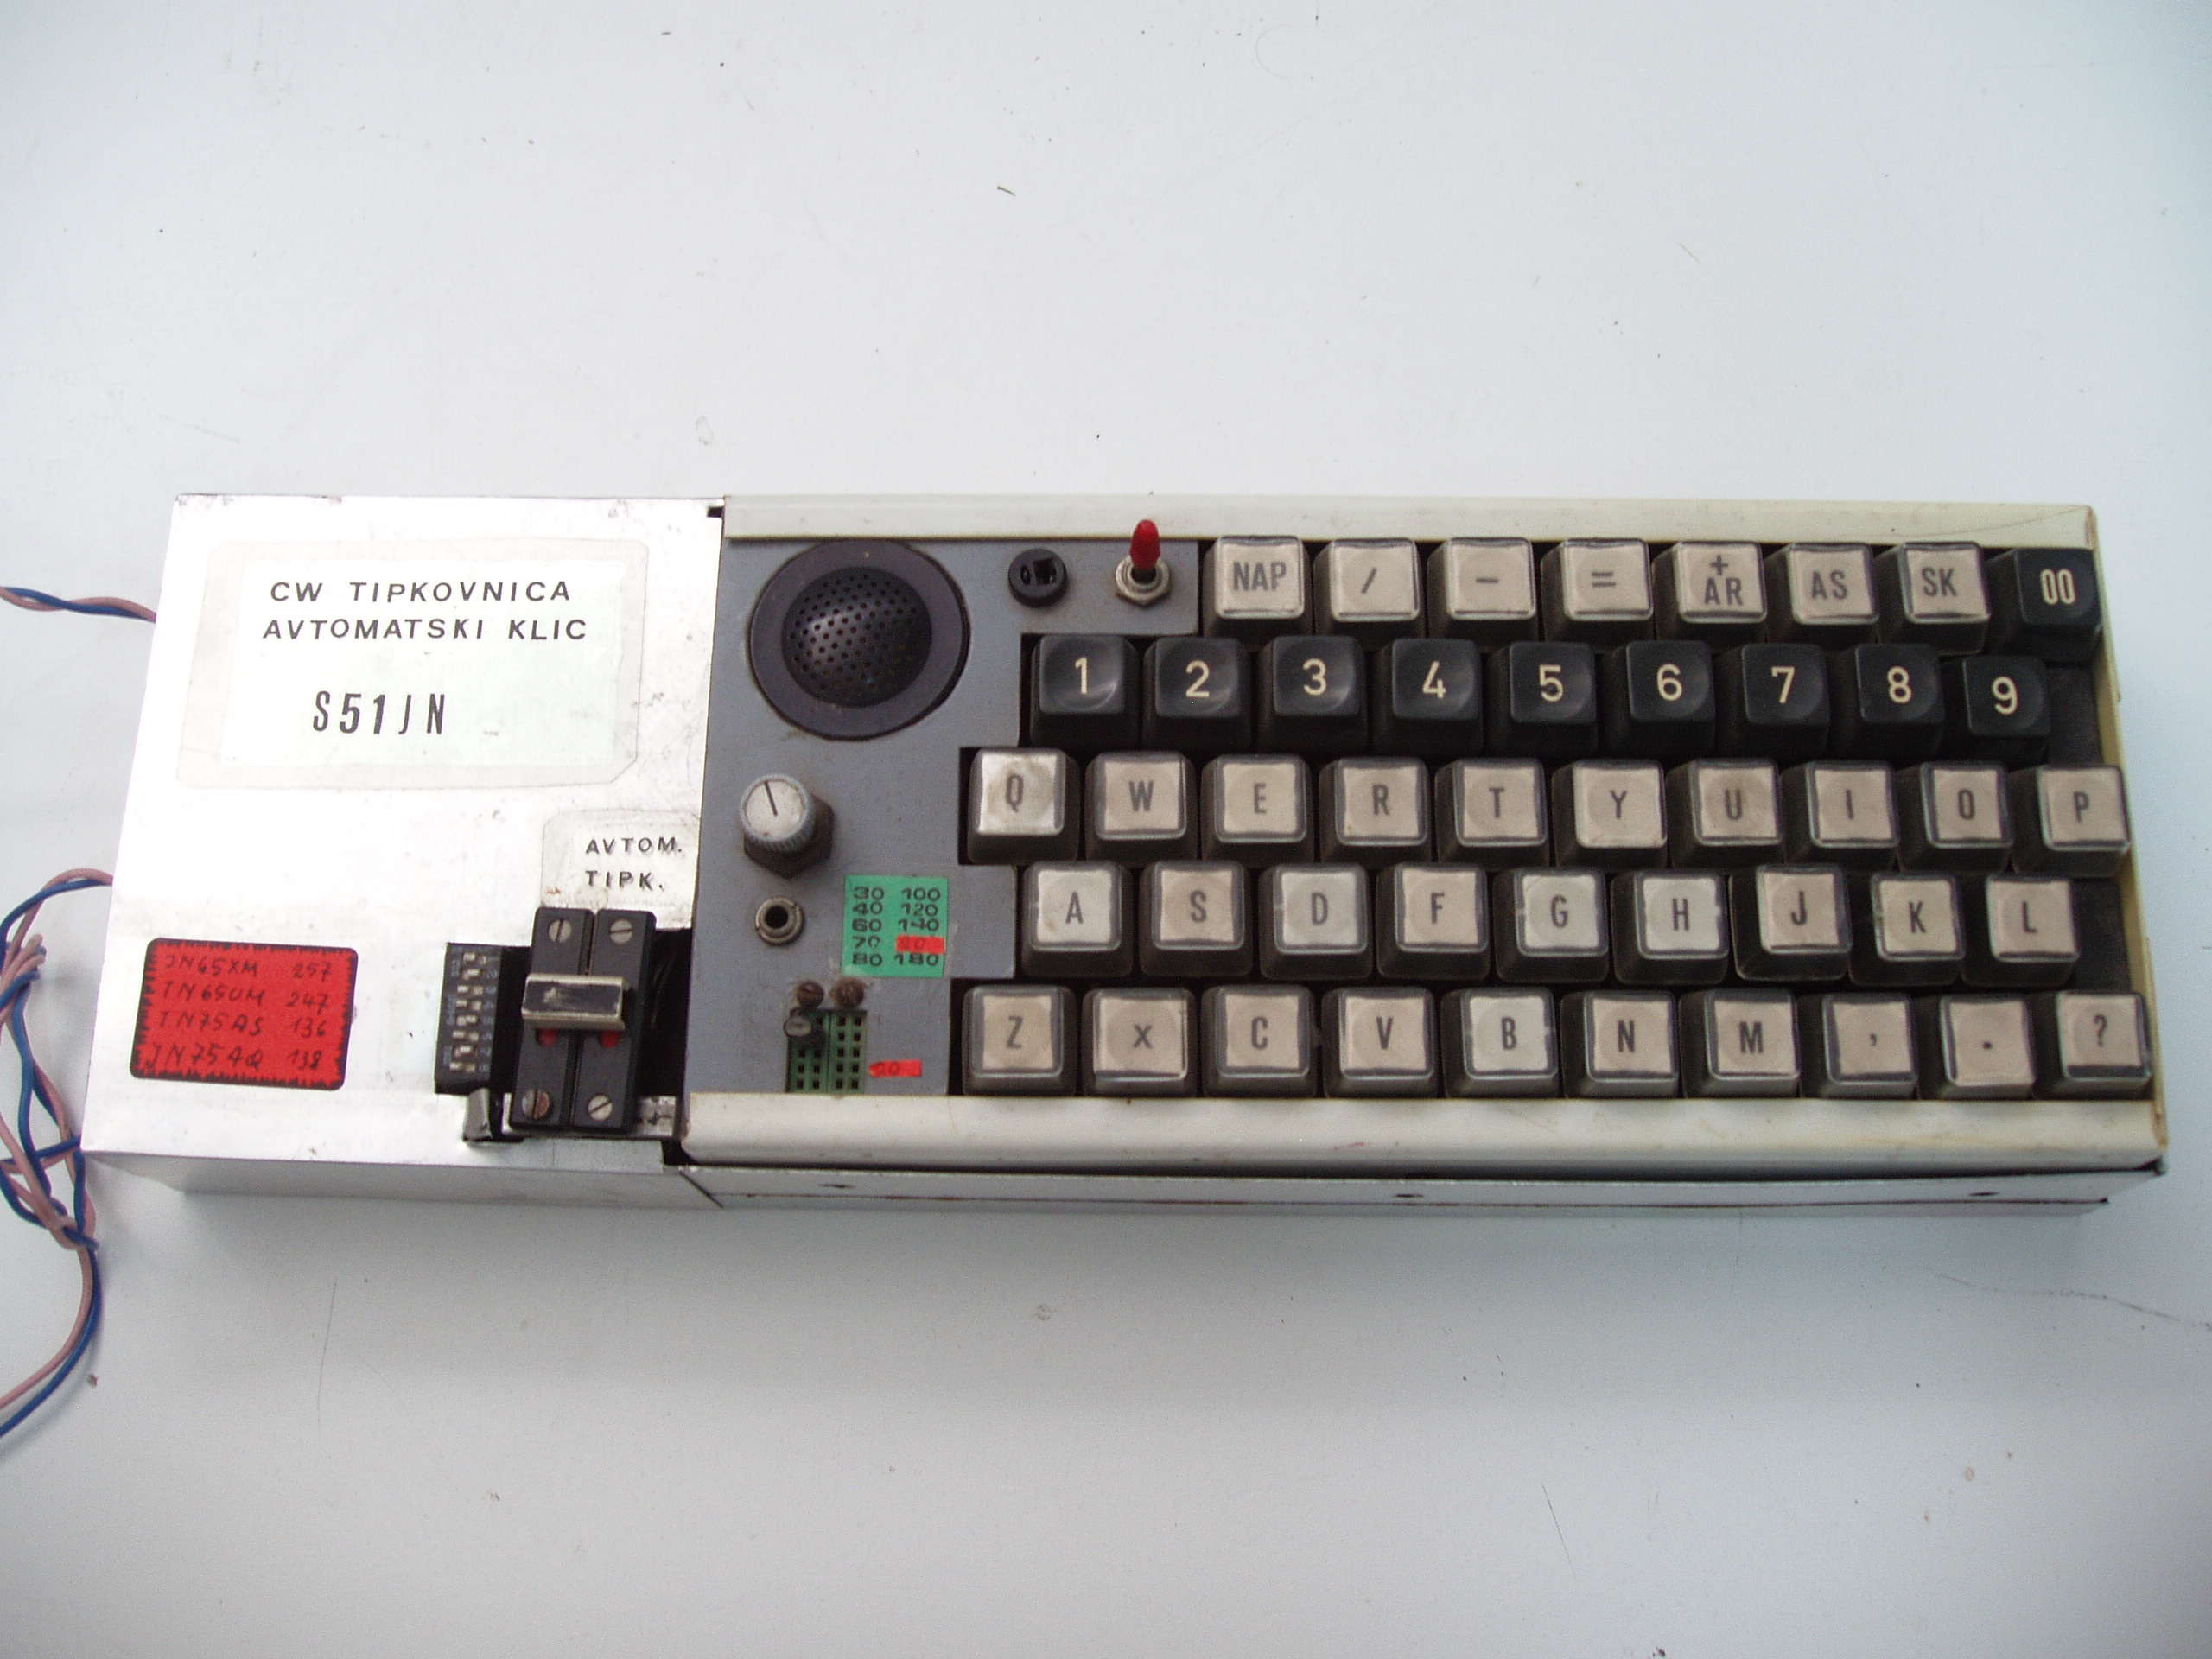 CW TIPKOVNICA
AVTOMATSKI KLIC
S51JN
AVTOM.
TIPK.
JN65XM 257
JN65UM 247
JN75AS 136
JN75AQ 138
30 100
40 120
60 140
70
80 180
NAP / - = + AR AS SK 00
1 2 3 4 5 6 7 8 9
Q W E R T Y U I O P
A S D F G H J K L
Z X C V B N M , . ?